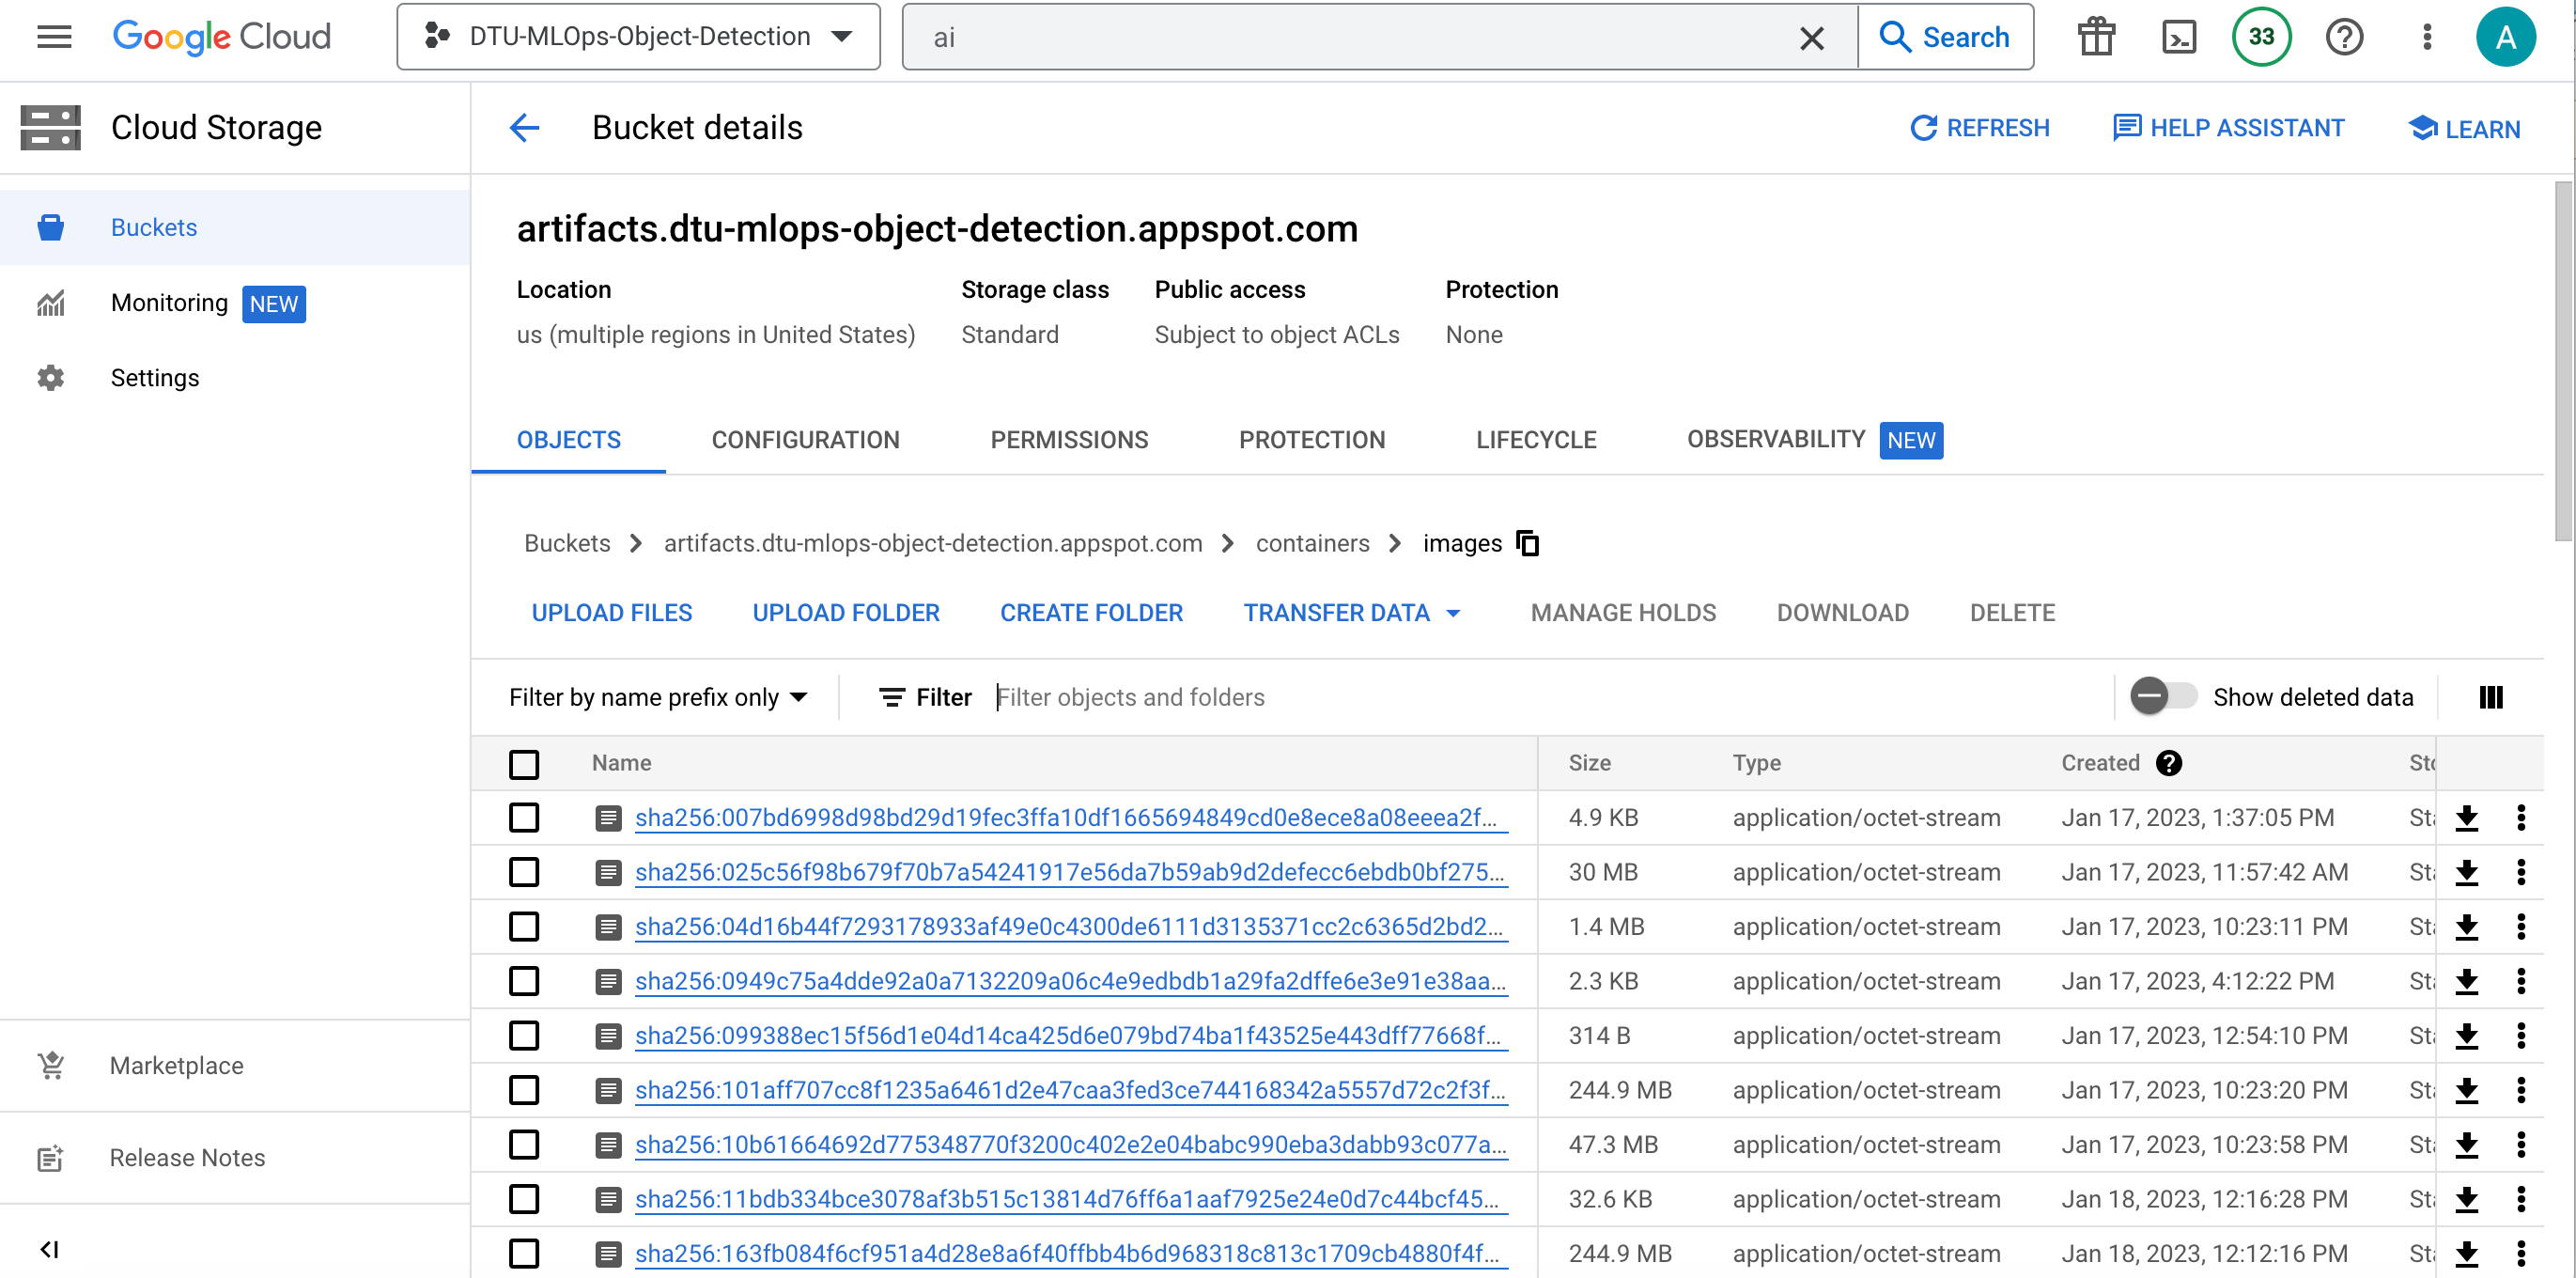 Google Cloud DTU-MLOps-Object-Detection ai Search 33 A
Cloud Storage
Bucket details REFRESH HELP ASSISTANT LEARN
Buckets
Monitoring NEW
Settings
Marketplace
Release Notes
artifacts.dtu-mlops-object-detection.appspot.com
Location Storage class Public access Protection
us (multiple regions in United States) Standard Subject to object ACLs None
OBJECTS CONFIGURATION PERMISSIONS PROTECTION LIFECYCLE OBSERVABILITY NEW
Buckets > artifacts.dtu-mlops-object-detection.appspot.com > containers > images
UPLOAD FILES UPLOAD FOLDER CREATE FOLDER TRANSFER DATA MANAGE HOLDS DOWNLOAD DELETE
Filter by name prefix only Filter Filter objects and folders Show deleted data
Name Size Type Created
sha256:007bd6998d98bd29d19fec3ffa10df1665694849cd0e8ece8a08eeea2f... 4.9 KB application/octet-stream Jan 17, 2023, 1:37:05 PM
sha256:025c56f98b679f70b7a54241917e56da7b59ab9d2defecc6ebdb0bf275... 30 MB application/octet-stream Jan 17, 2023, 11:57:42 AM
sha256:04d16b44f7293178933af49e0c4300de6111d3135371cc2c6365d2bd2... 1.4 MB application/octet-stream Jan 17, 2023, 10:23:11 PM
sha256:0949c75a4dde92a0a7132209a06c4e9edbdb1a29fa2dffe6e3e91e38aa... 2.3 KB application/octet-stream Jan 17, 2023, 4:12:22 PM
sha256:099388ec15f56d1e04d14ca425d6e079bd74ba1f43525e443dff77668f... 314 B application/octet-stream Jan 17, 2023, 12:54:10 PM
sha256:101aff707cc8f1235a6461d2e47caa3fed3ce744168342a5557d72c2f3f... 244.9 MB application/octet-stream Jan 17, 2023, 10:23:20 PM
sha256:10b61664692d775348770f3200c402e2e04babc990eba3dabb93c077a... 47.3 MB application/octet-stream Jan 17, 2023, 10:23:58 PM
sha256:11bdb334bce3078af3b515c13814d76ff6a1aaf7925e24e0d7c44bcf45... 32.6 KB application/octet-stream Jan 18, 2023, 12:16:28 PM
sha256:163fb084f6cf951a4d28e8a6f40ffbb4b6d968318c813c1709cb4880f4f... 244.9 MB application/octet-stream Jan 18, 2023, 12:12:16 PM